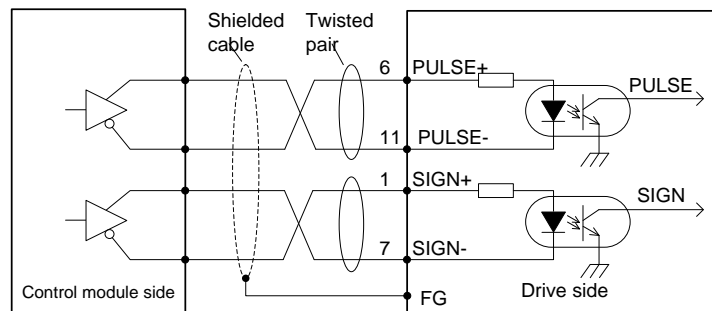 Shielded
cable
Twisted
pair
6
PULSE+
PULSE
11
PULSE-
1
SIGN+
SIGN
7
SIGN-
Control module side
FG
Drive side